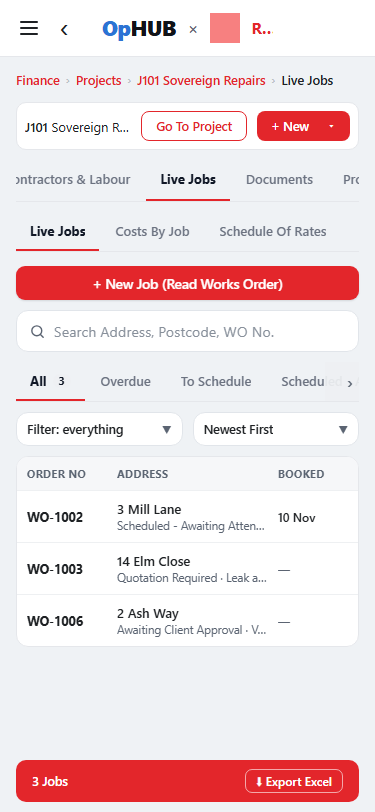 OpHUB × R..
Finance › Projects › J101 Sovereign Repairs › Live Jobs
J101 Sovereign R... Go To Project + New
ontractors & Labour Live Jobs Documents Pro
Live Jobs Costs By Job Schedule Of Rates
+ New Job (Read Works Order)
Search Address, Postcode, WO No.
All 3 Overdue To Schedule Scheduled ›
Filter: everything ▼ Newest First ▼
ORDER NO ADDRESS BOOKED
WO-1002 3 Mill Lane 10 Nov
Scheduled - Awaiting Atten...
WO-1003 14 Elm Close —
Quotation Required · Leak a...
WO-1006 2 Ash Way —
Awaiting Client Approval · V...
3 Jobs ⬇ Export Excel